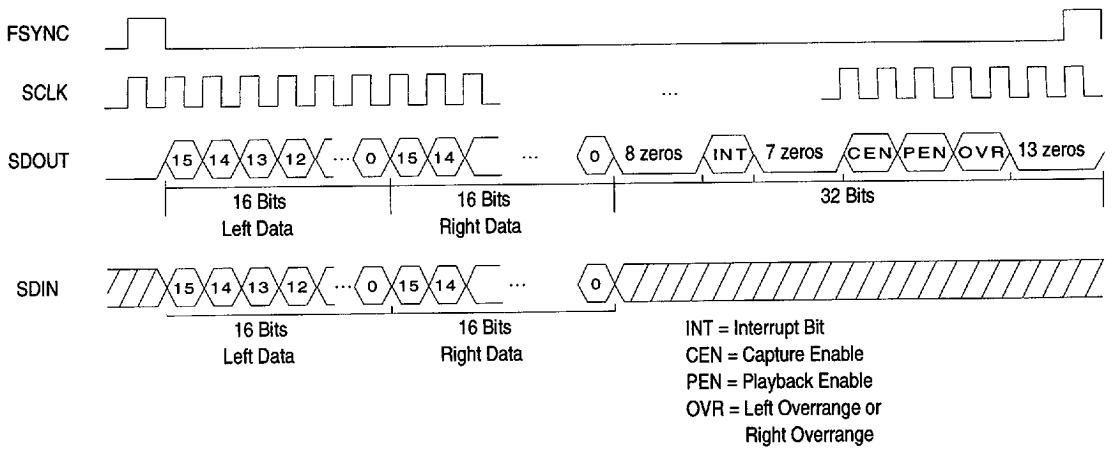 FSYNC
SCLK
...
SDOUT 15 14 13 12 ... 0 15 14 ... 0 8 zeros INT 7 zeros CEN PEN OVR 13 zeros
16 Bits 16 Bits 32 Bits
Left Data Right Data
SDIN 15 14 13 12 ... 0 15 14 ... 0
16 Bits 16 Bits
Left Data Right Data
INT = Interrupt Bit
CEN = Capture Enable
PEN = Playback Enable
OVR = Left Overrange or
Right Overrange